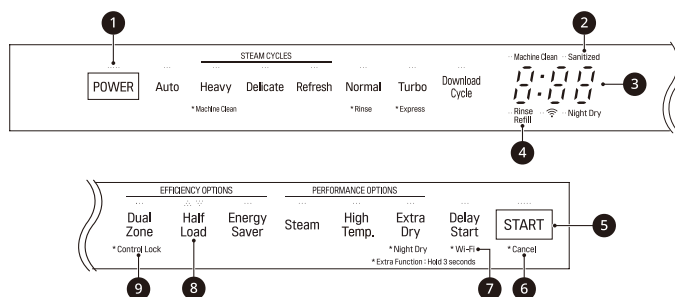 1
2
STEAM CYCLES
Machine Clean Sanitized
POWER Auto Heavy Delicate Refresh Normal Turbo Download Cycle
8:88
3
* Machine Clean * Rinse * Express
Rinse Refill Night Dry
4
EFFICIENCY OPTIONS PERFORMANCE OPTIONS
Dual Zone Half Load Energy Saver Steam High Temp. Extra Dry Delay Start START
5
* Control Lock * Night Dry * Wi-Fi * Cancel
* Extra Function : Hold 3 seconds
9 8 7 6